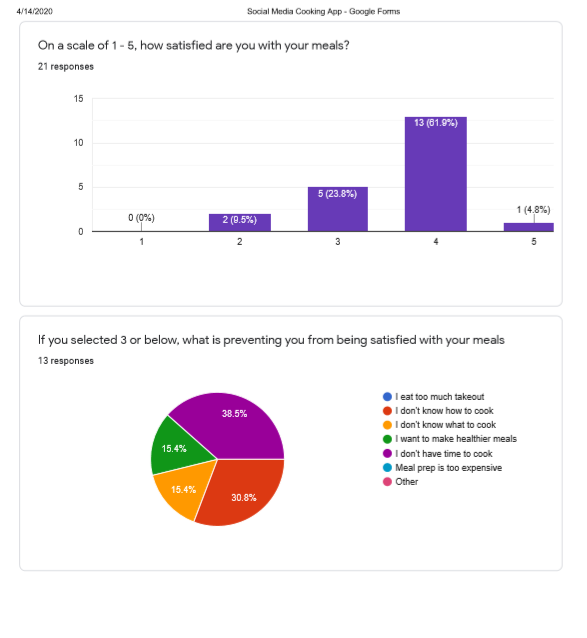 4/14/2020 Social Media Cooking App - Google Forms
On a scale of 1 - 5, how satisfied are you with your meals?
21 responses
15
10
5
0
0 (0%)
2 (9.5%)
5 (23.8%)
13 (61.9%)
1 (4.8%)
1 2 3 4 5
If you selected 3 or below, what is preventing you from being satisfied with your meals
13 responses
38.5%
15.4%
15.4%
30.8%
I eat too much takeout
I don't know how to cook
I don't know what to cook
I want to make healthier meals
I don't have time to cook
Meal prep is too expensive
Other